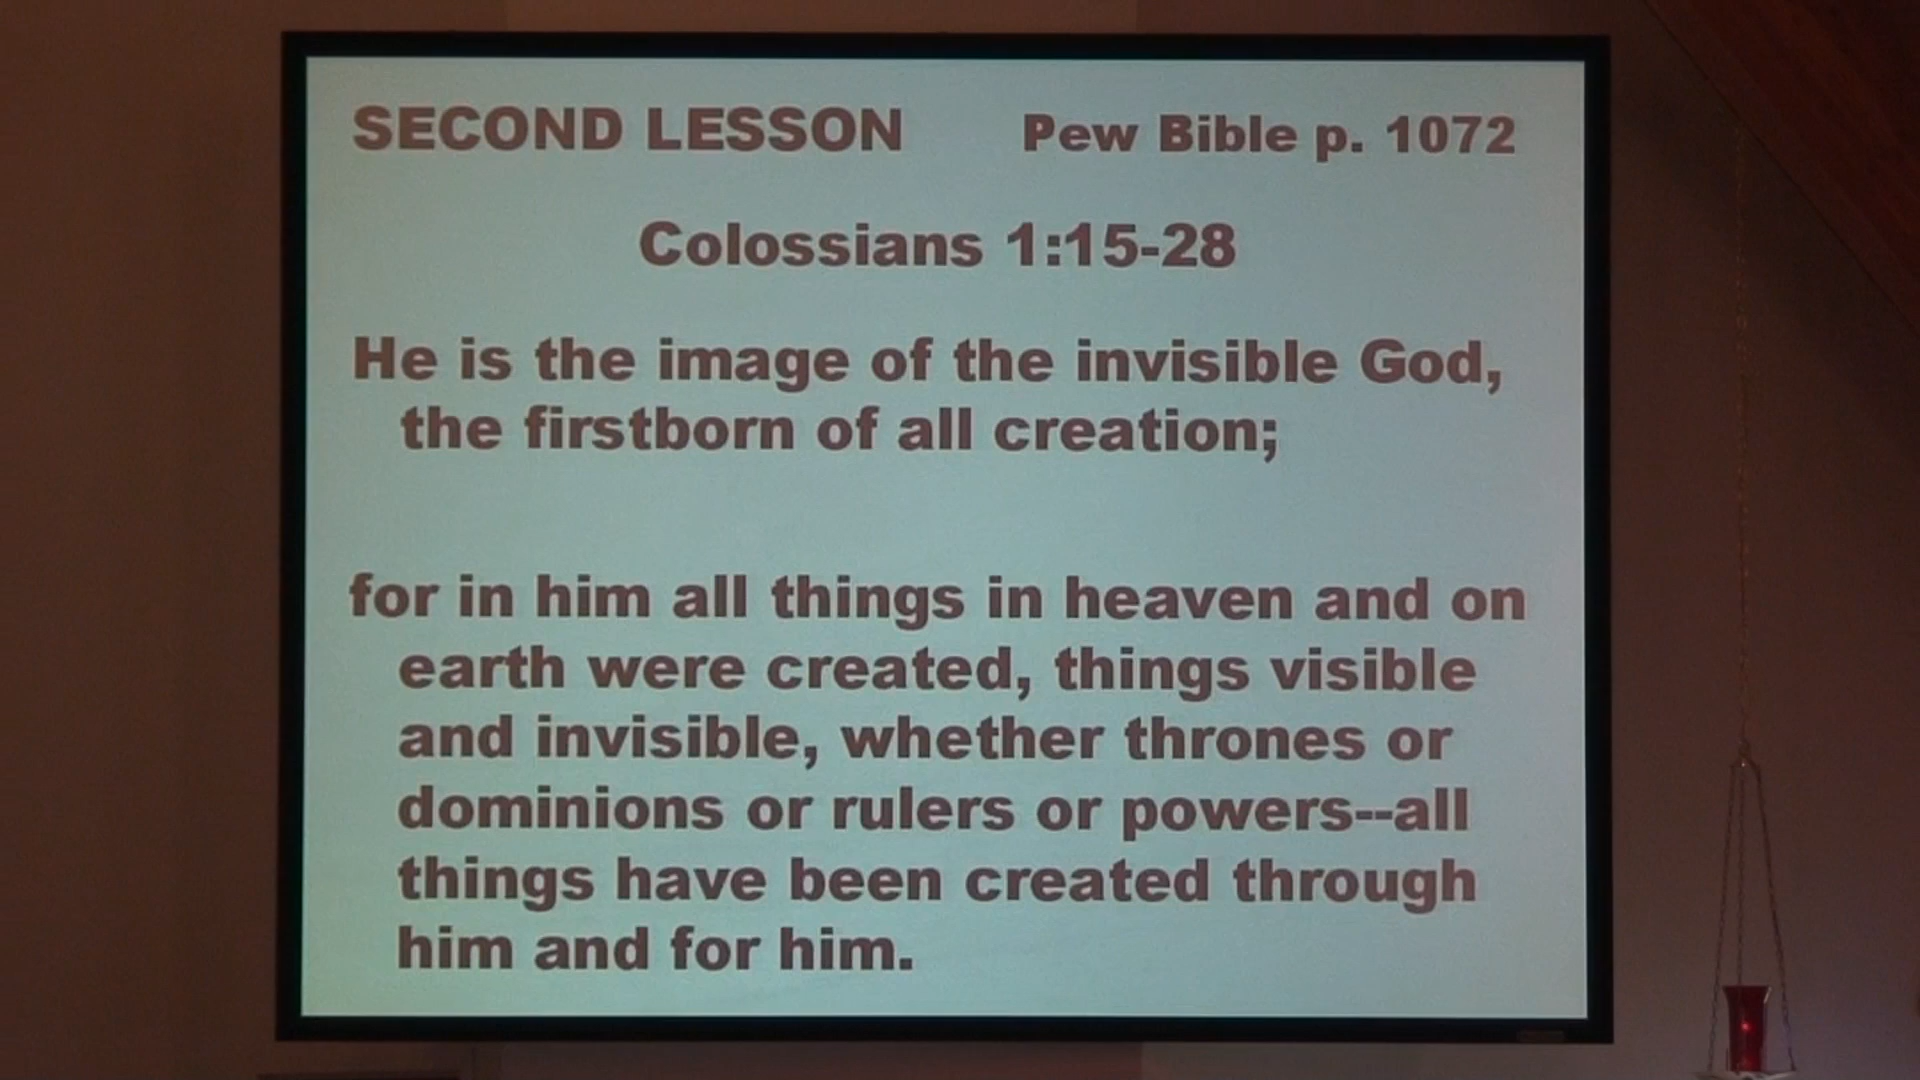 SECOND LESSON Pew Bible p. 1072
Colossians 1:15-28
He is the image of the invisible God,
the firstborn of all creation;
for in him all things in heaven and on
earth were created, things visible
and invisible, whether thrones or
dominions or rulers or powers--all
things have been created through
him and for him.